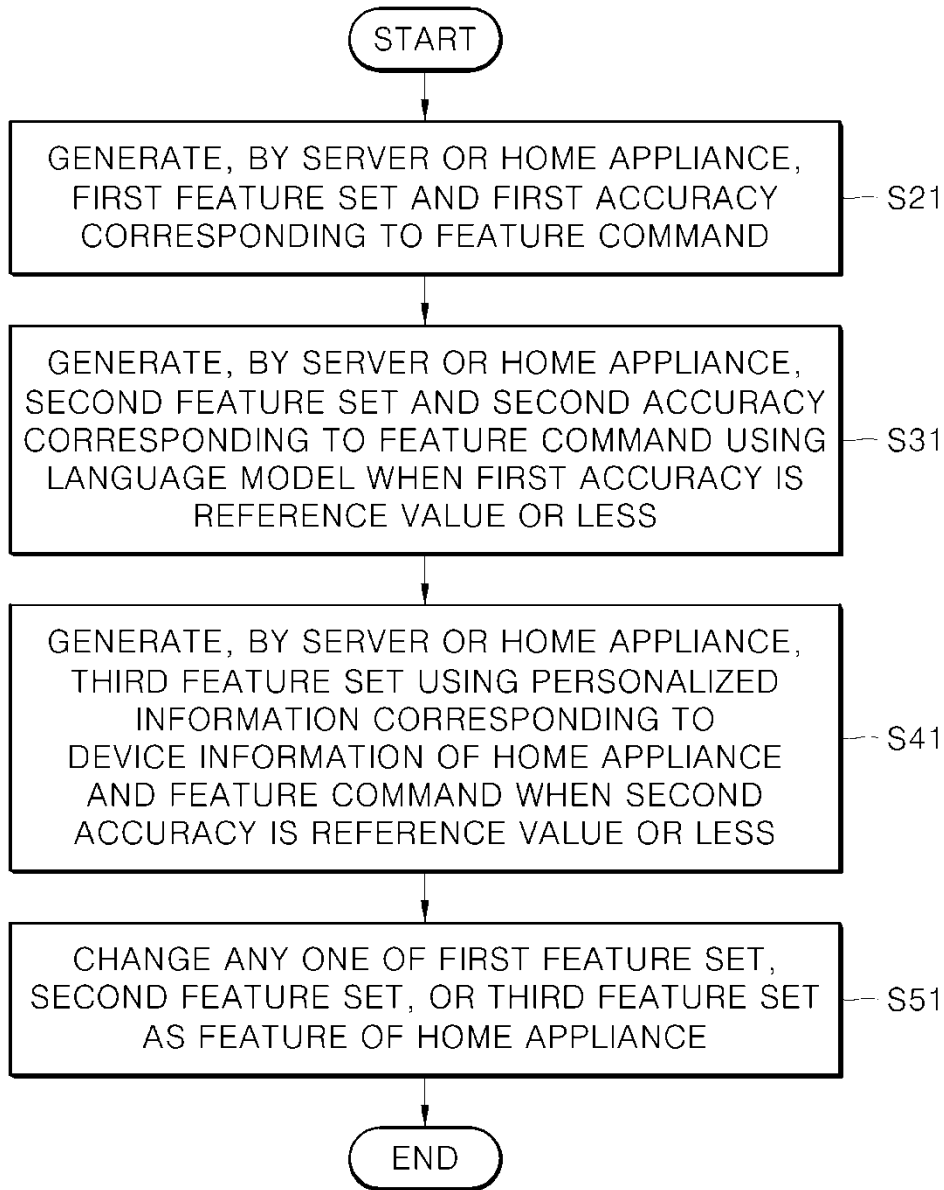 START
GENERATE, BY SERVER OR HOME APPLIANCE,
FIRST FEATURE SET AND FIRST ACCURACY
CORRESPONDING TO FEATURE COMMAND
S21
GENERATE, BY SERVER OR HOME APPLIANCE,
SECOND FEATURE SET AND SECOND ACCURACY
CORRESPONDING TO FEATURE COMMAND USING
LANGUAGE MODEL WHEN FIRST ACCURACY IS
REFERENCE VALUE OR LESS
S31
GENERATE, BY SERVER OR HOME APPLIANCE,
THIRD FEATURE SET USING PERSONALIZED
INFORMATION CORRESPONDING TO
DEVICE INFORMATION OF HOME APPLIANCE
AND FEATURE COMMAND WHEN SECOND
ACCURACY IS REFERENCE VALUE OR LESS
S41
CHANGE ANY ONE OF FIRST FEATURE SET,
SECOND FEATURE SET, OR THIRD FEATURE SET
AS FEATURE OF HOME APPLIANCE
S51
END